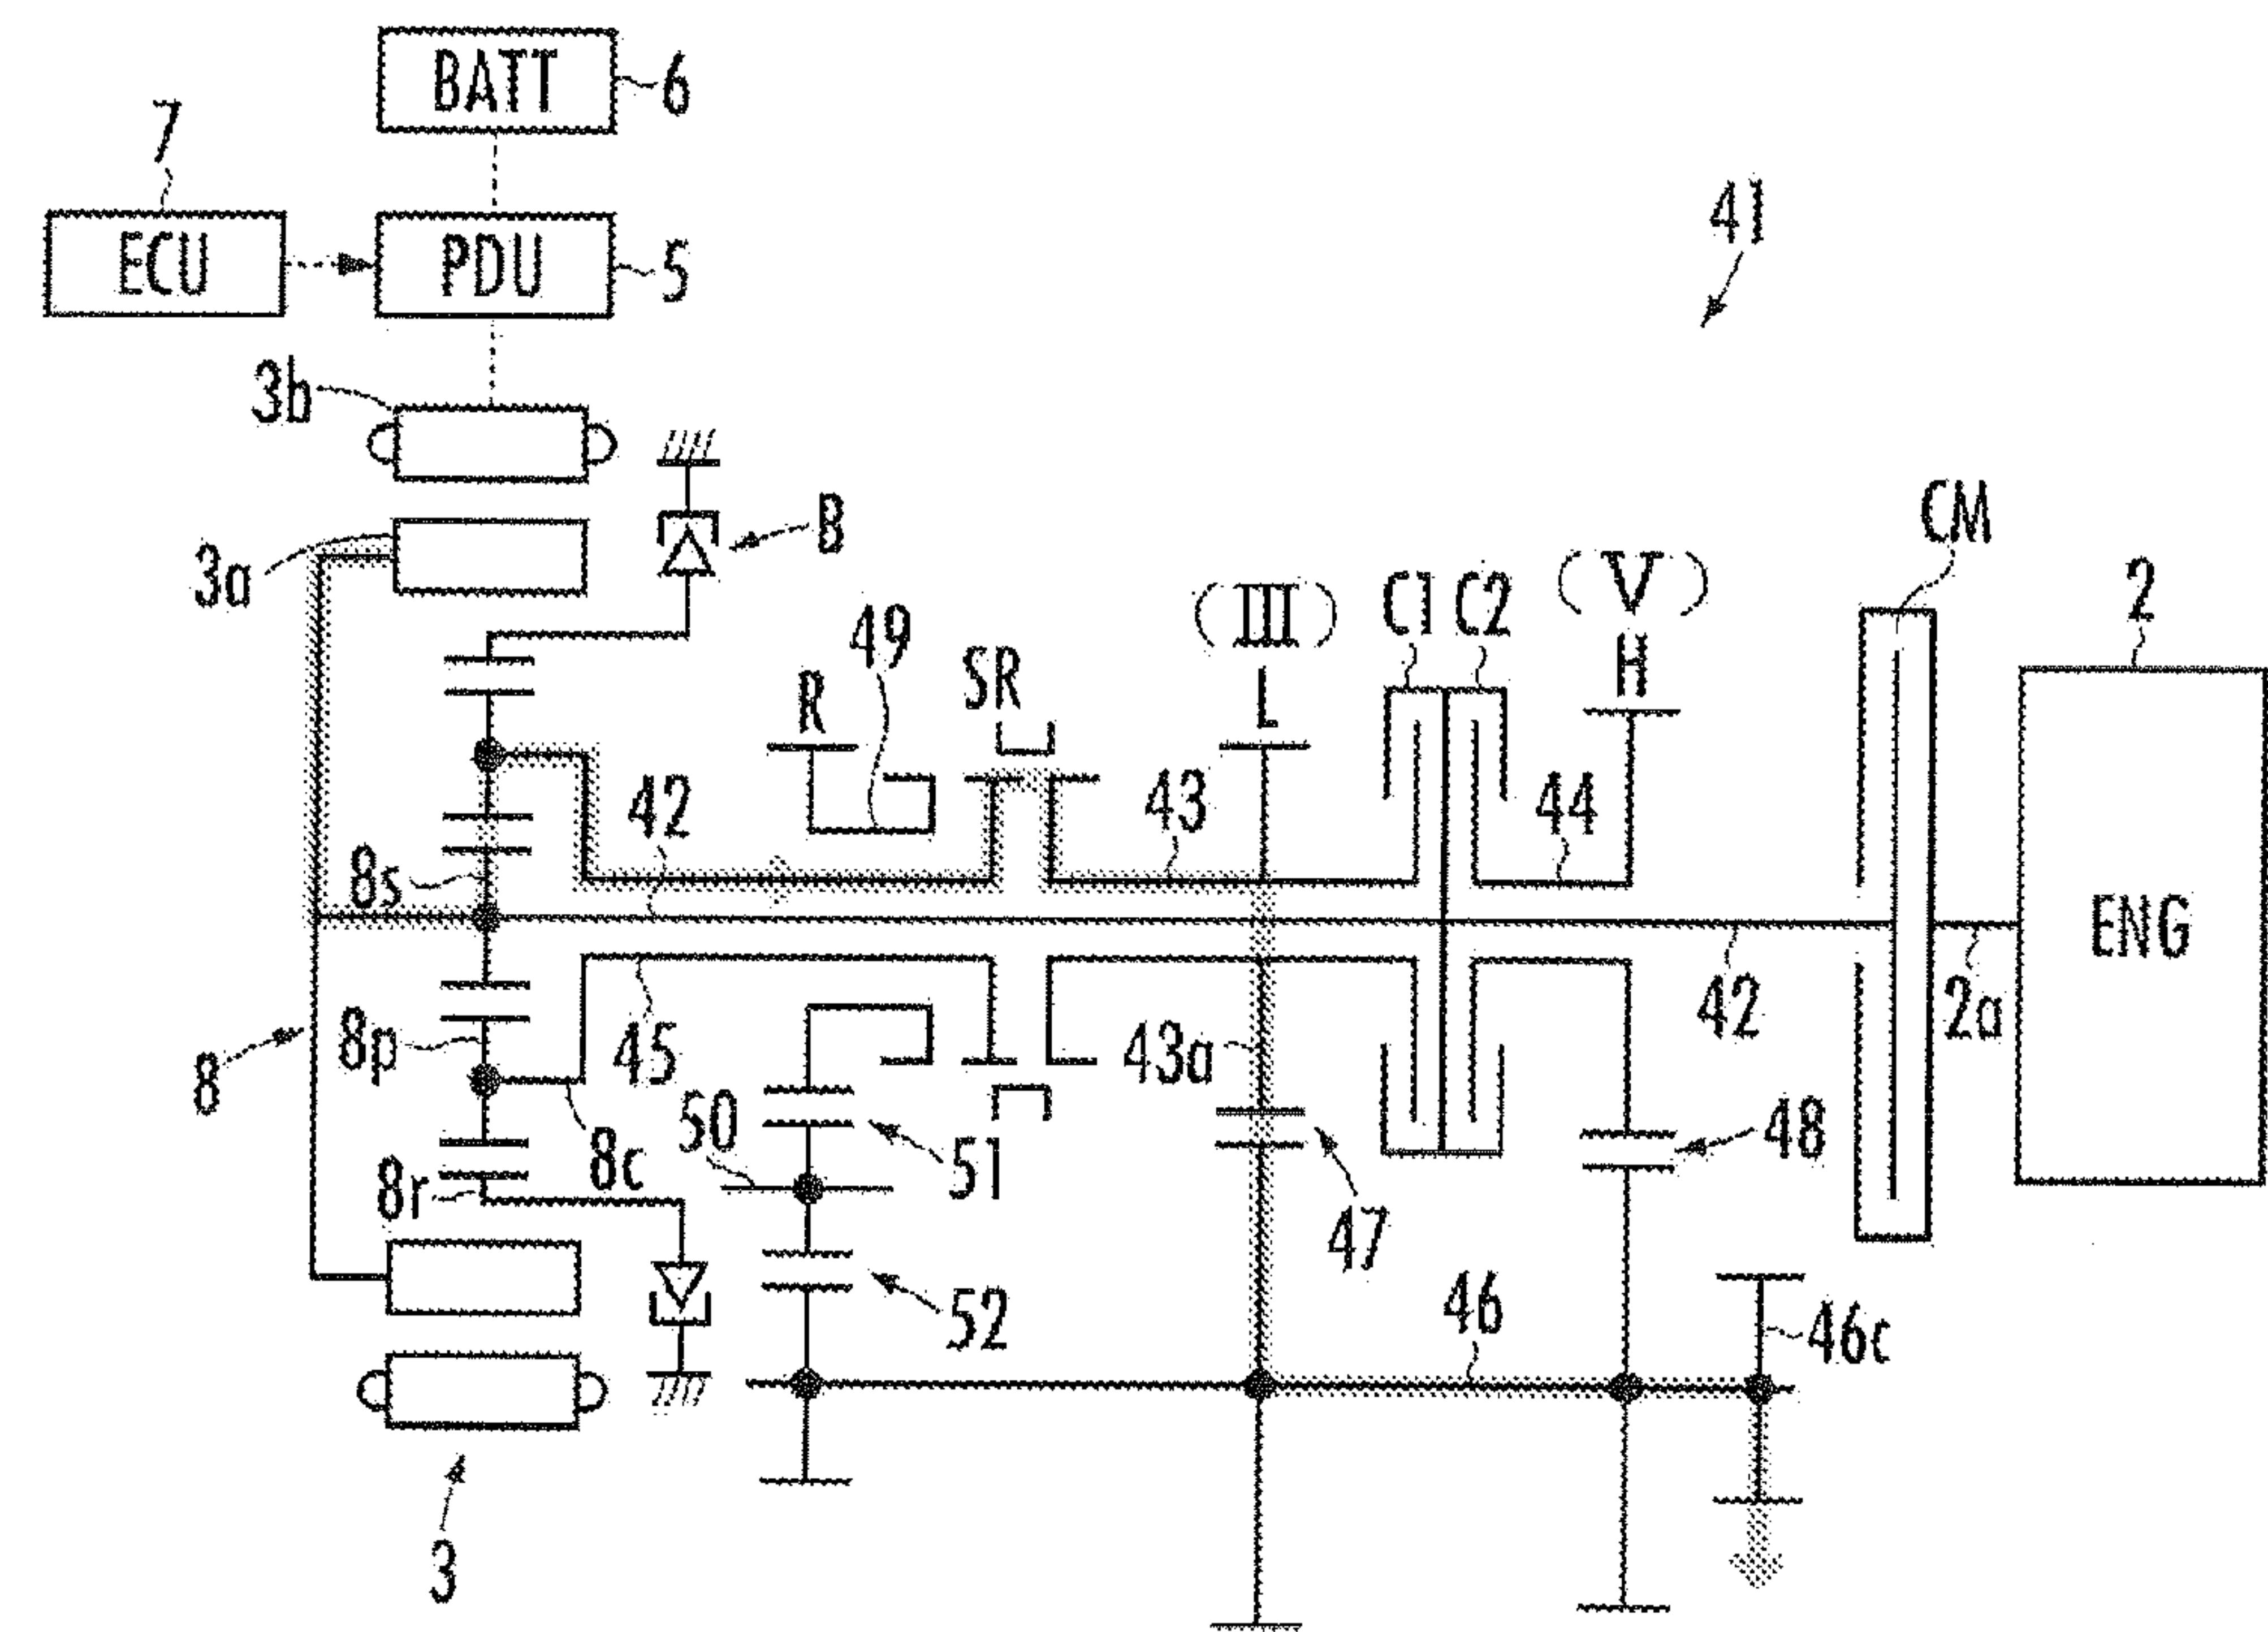 BATT
6
7
ECU
PDU
5
41
3b
3a
B
CM
2
(III)
C1
C2
(V)
49
R
SR
L
H
42
43
44
8s
ENG
8p
45
43a
42
2a
8
50
8c
51
48
8r
47
52
46
46c
3